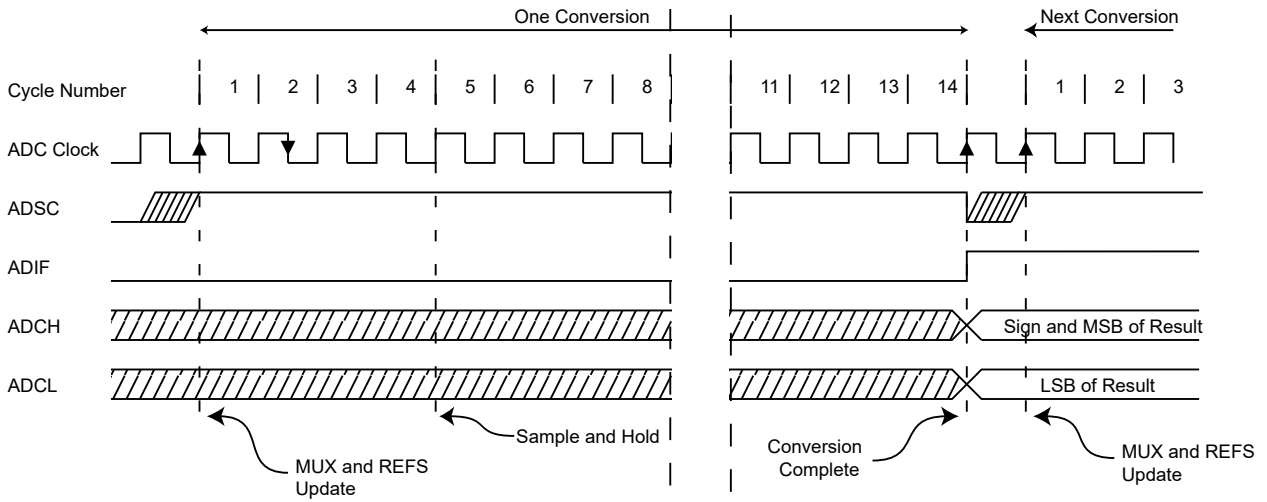 One Conversion
Next Conversion
Cycle Number
1 2 3 4 5 6 7 8 11 12 13 14 1 2 3
ADC Clock
ADSC
ADIF
ADCH
Sign and MSB of Result
ADCL
LSB of Result
MUX and REFS
Update
Sample and Hold
Conversion
Complete
MUX and REFS
Update